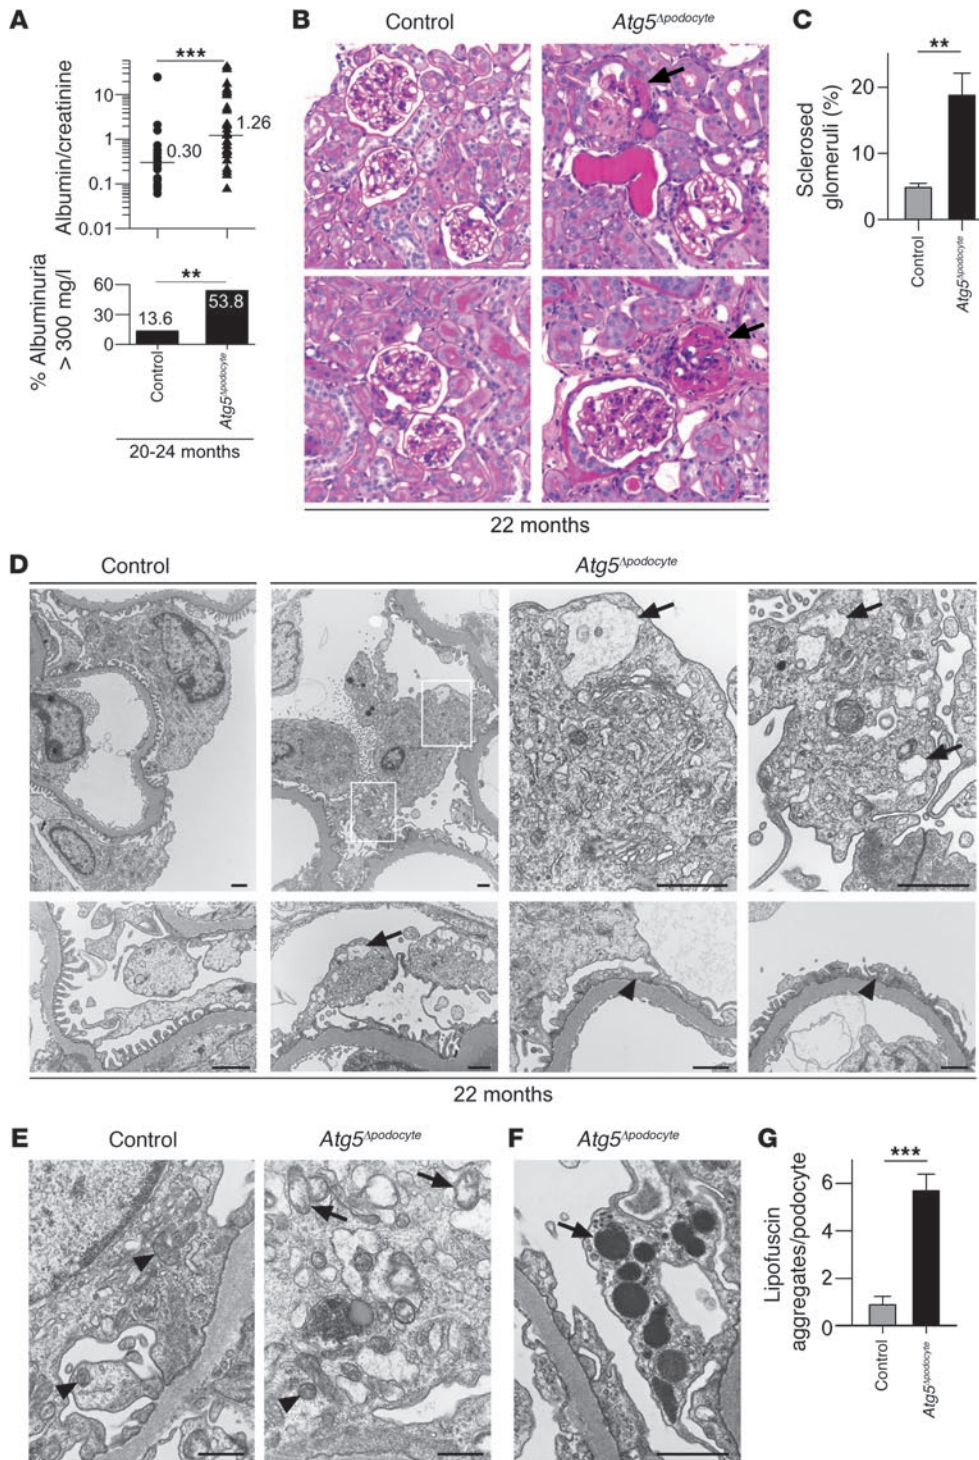 A
***
Albumin/creatinine
10
1
0.1
0.01
0.30
1.26
% Albuminuria
> 300 mg/l
60
30
0
**
13.6
53.8
Control
Atg5Δpodocyte
20-24 months
B
Control
Atg5Δpodocyte
22 months
C
**
Sclerosed
glomeruli (%)
20
10
0
Control
Atg5Δpodocyte
D
Control
Atg5Δpodocyte
22 months
E
Control
Atg5Δpodocyte
F
Atg5Δpodocyte
G
***
Lipofuscin
aggregates/podocyte
6
4
2
0
Control
Atg5Δpodocyte